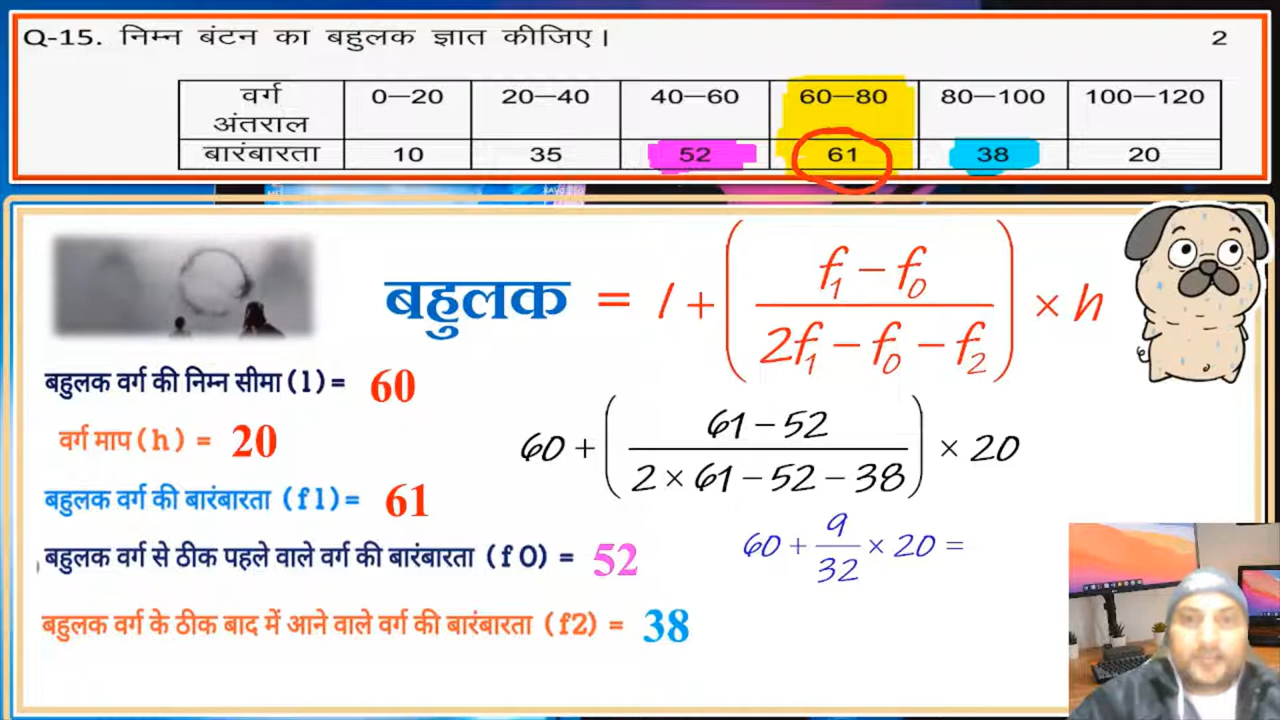 Q-15. निम्न बंटन का बहुलक ज्ञात कीजिए। 2
वर्ग अंतराल 0—20 20—40 40—60 60—80 80—100 100—120
बारंबारता 10 35 52 61 38 20
बहुलक = l + ( f1 − f0 / 2f1 − f0 − f2 ) × h
बहुलक वर्ग की निम्न सीमा (l) = 60
वर्ग माप (h) = 20
60 + ( 61 − 52 / 2 × 61 − 52 − 38 ) × 20
बहुलक वर्ग की बारंबारता (f1) = 61
60 + 9/32 × 20 =
बहुलक वर्ग से ठीक पहले वाले वर्ग की बारंबारता (f0) = 52
बहुलक वर्ग के ठीक बाद में आने वाले वर्ग की बारंबारता (f2) = 38